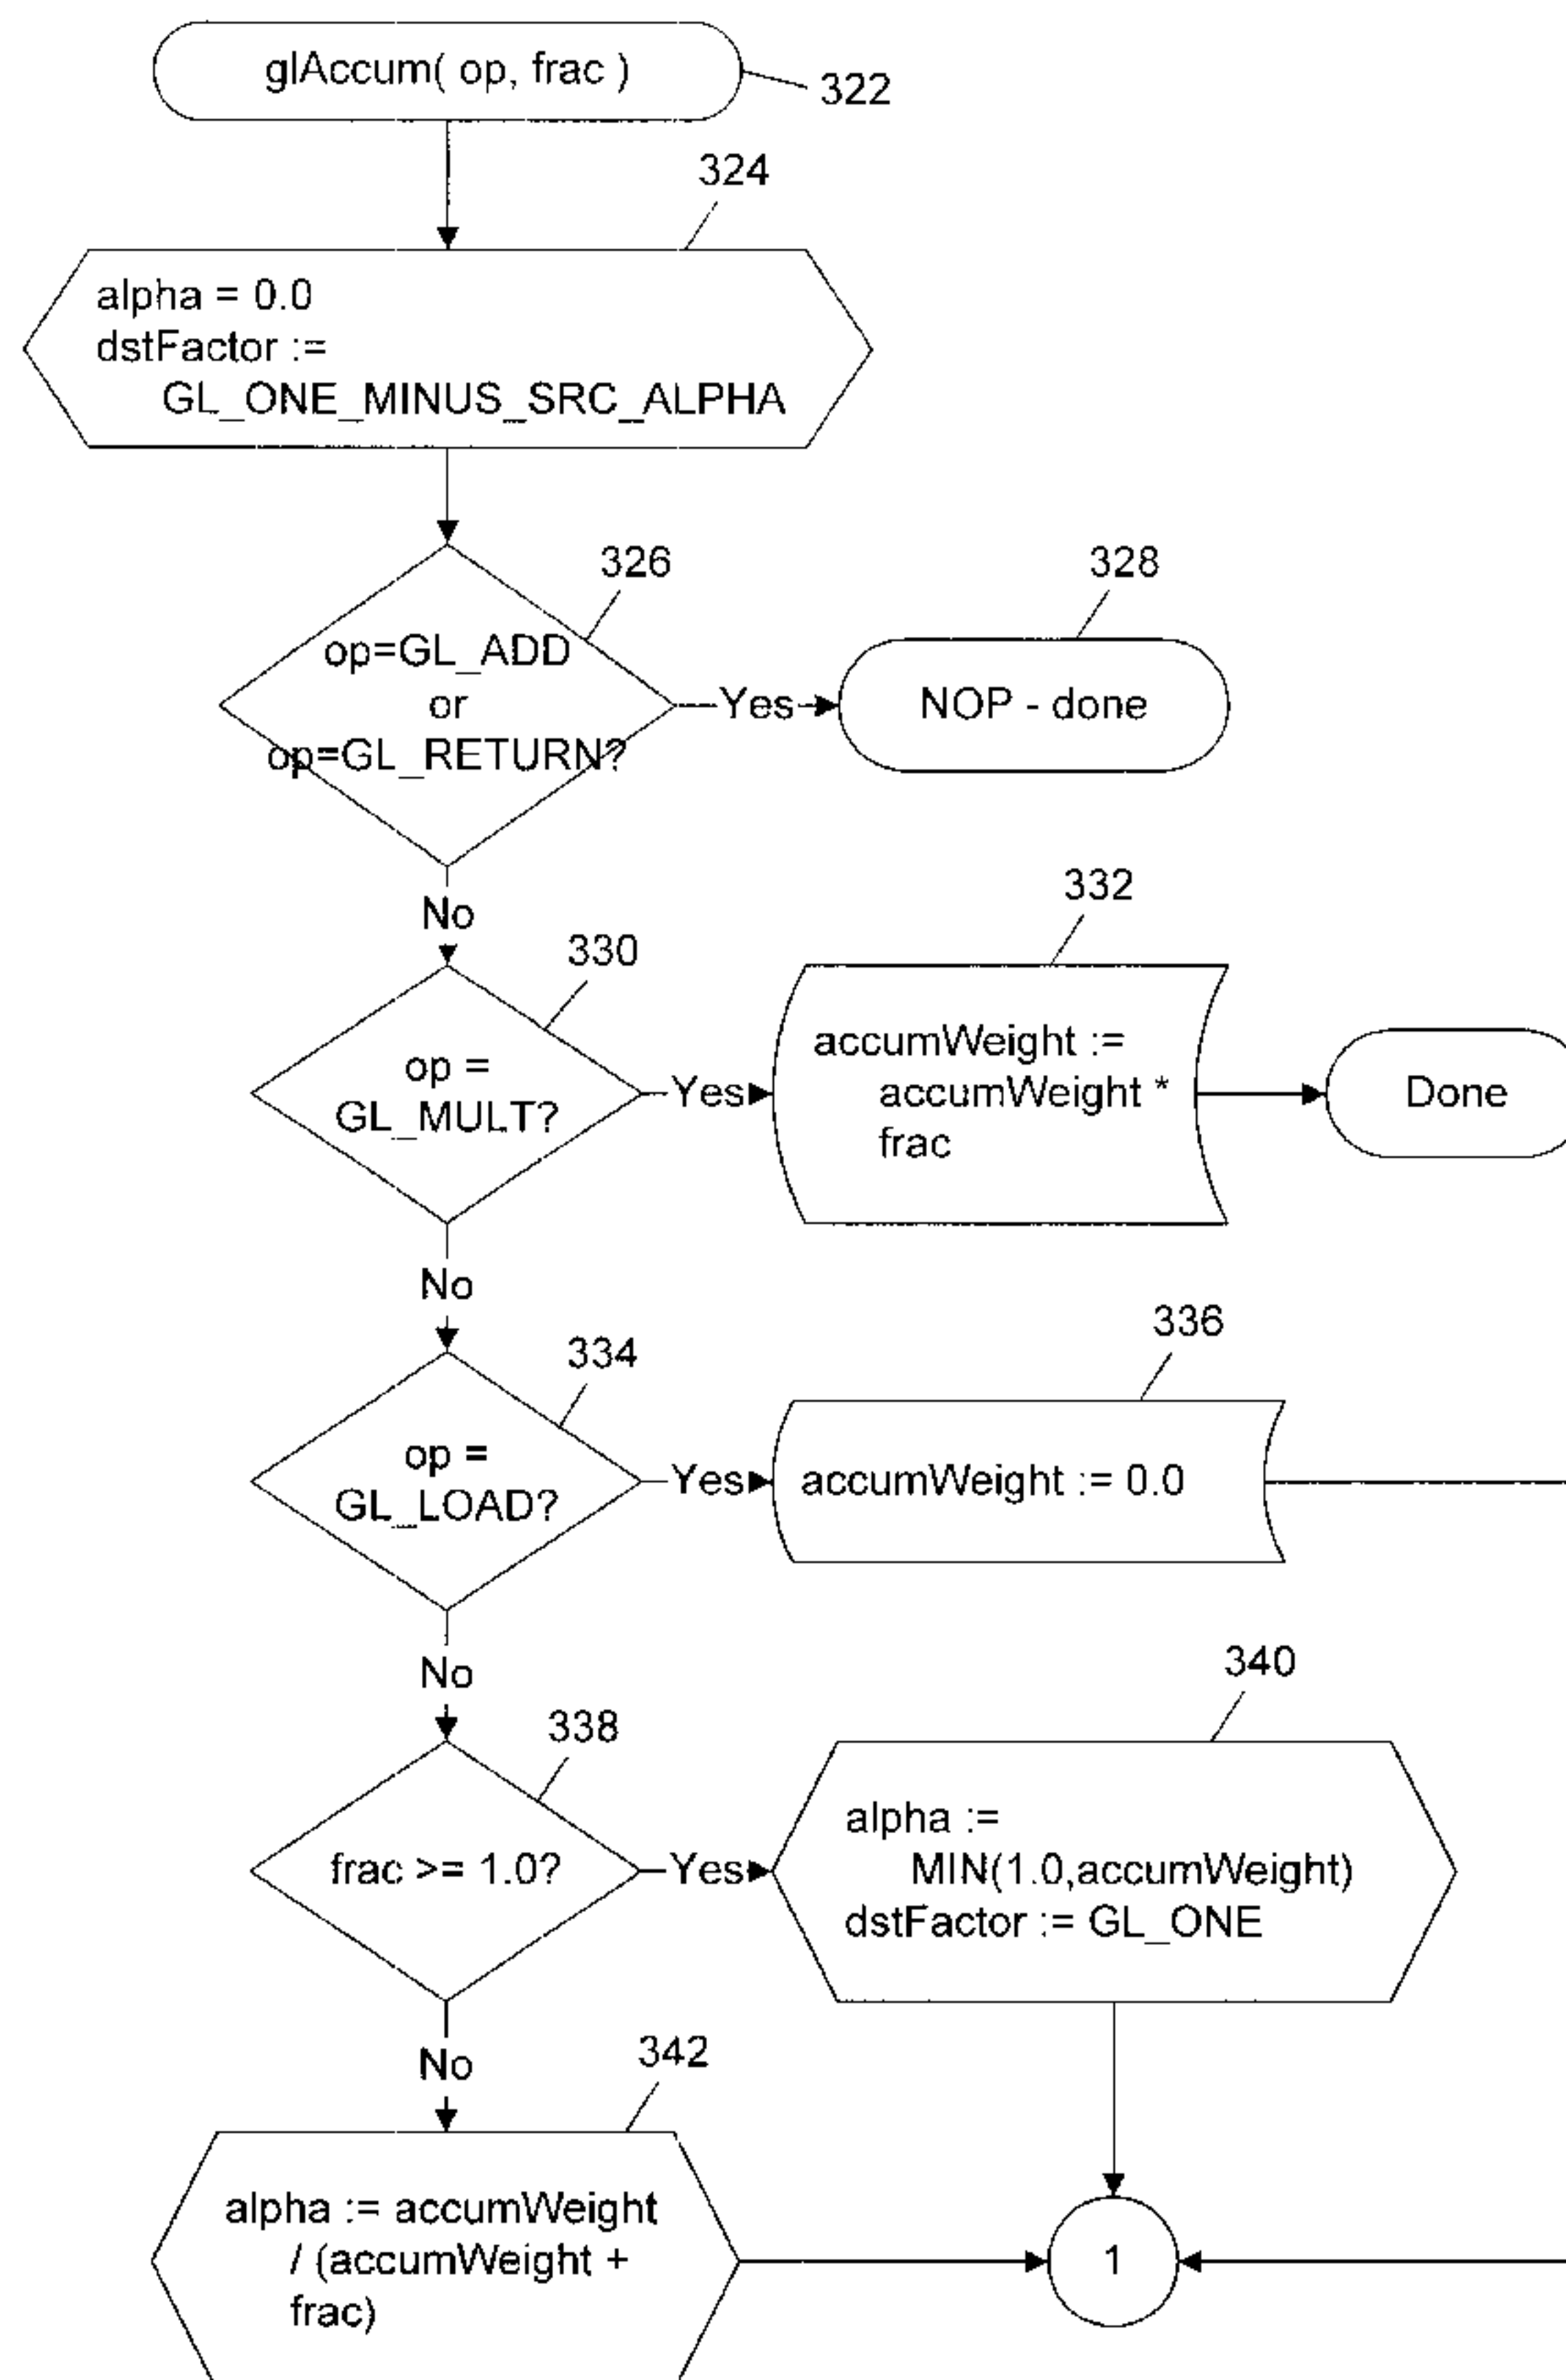 glAccum( op, frac )
322
324
alpha = 0.0
dstFactor :=
GL_ONE_MINUS_SRC_ALPHA
326
328
op=GL_ADD
or
op=GL_RETURN?
Yes
NOP - done
No
330
332
op =
GL_MULT?
Yes
accumWeight :=
accumWeight *
frac
Done
No
334
336
op =
GL_LOAD?
Yes
accumWeight := 0.0
No
338
340
frac >= 1.0?
Yes
alpha :=
MIN(1.0,accumWeight)
dstFactor := GL_ONE
No
342
alpha := accumWeight
/ (accumWeight +
frac)
1